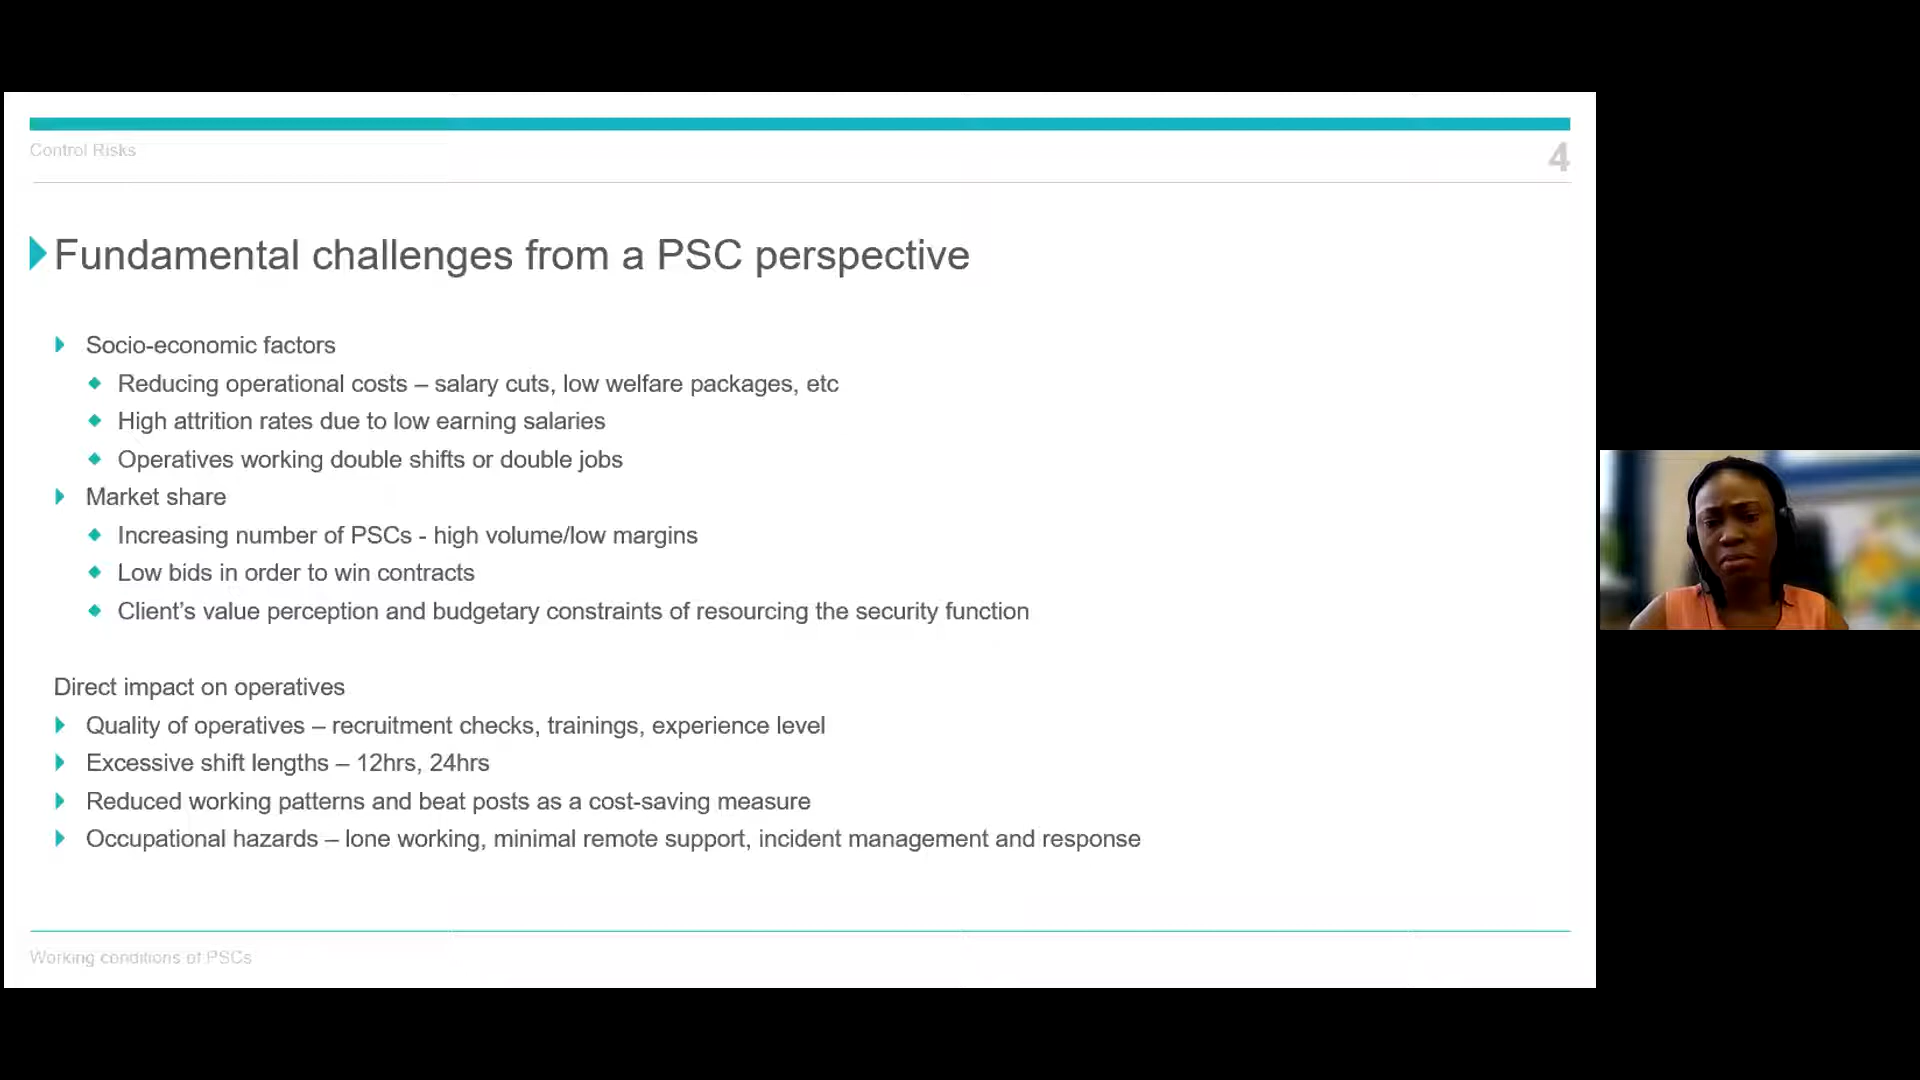 Control Risks
4
Fundamental challenges from a PSC perspective
Socio-economic factors
Reducing operational costs – salary cuts, low welfare packages, etc
High attrition rates due to low earning salaries
Operatives working double shifts or double jobs
Market share
Increasing number of PSCs - high volume/low margins
Low bids in order to win contracts
Client’s value perception and budgetary constraints of resourcing the security function
Direct impact on operatives
Quality of operatives – recruitment checks, trainings, experience level
Excessive shift lengths – 12hrs, 24hrs
Reduced working patterns and beat posts as a cost-saving measure
Occupational hazards – lone working, minimal remote support, incident management and response
Working conditions of PSCs